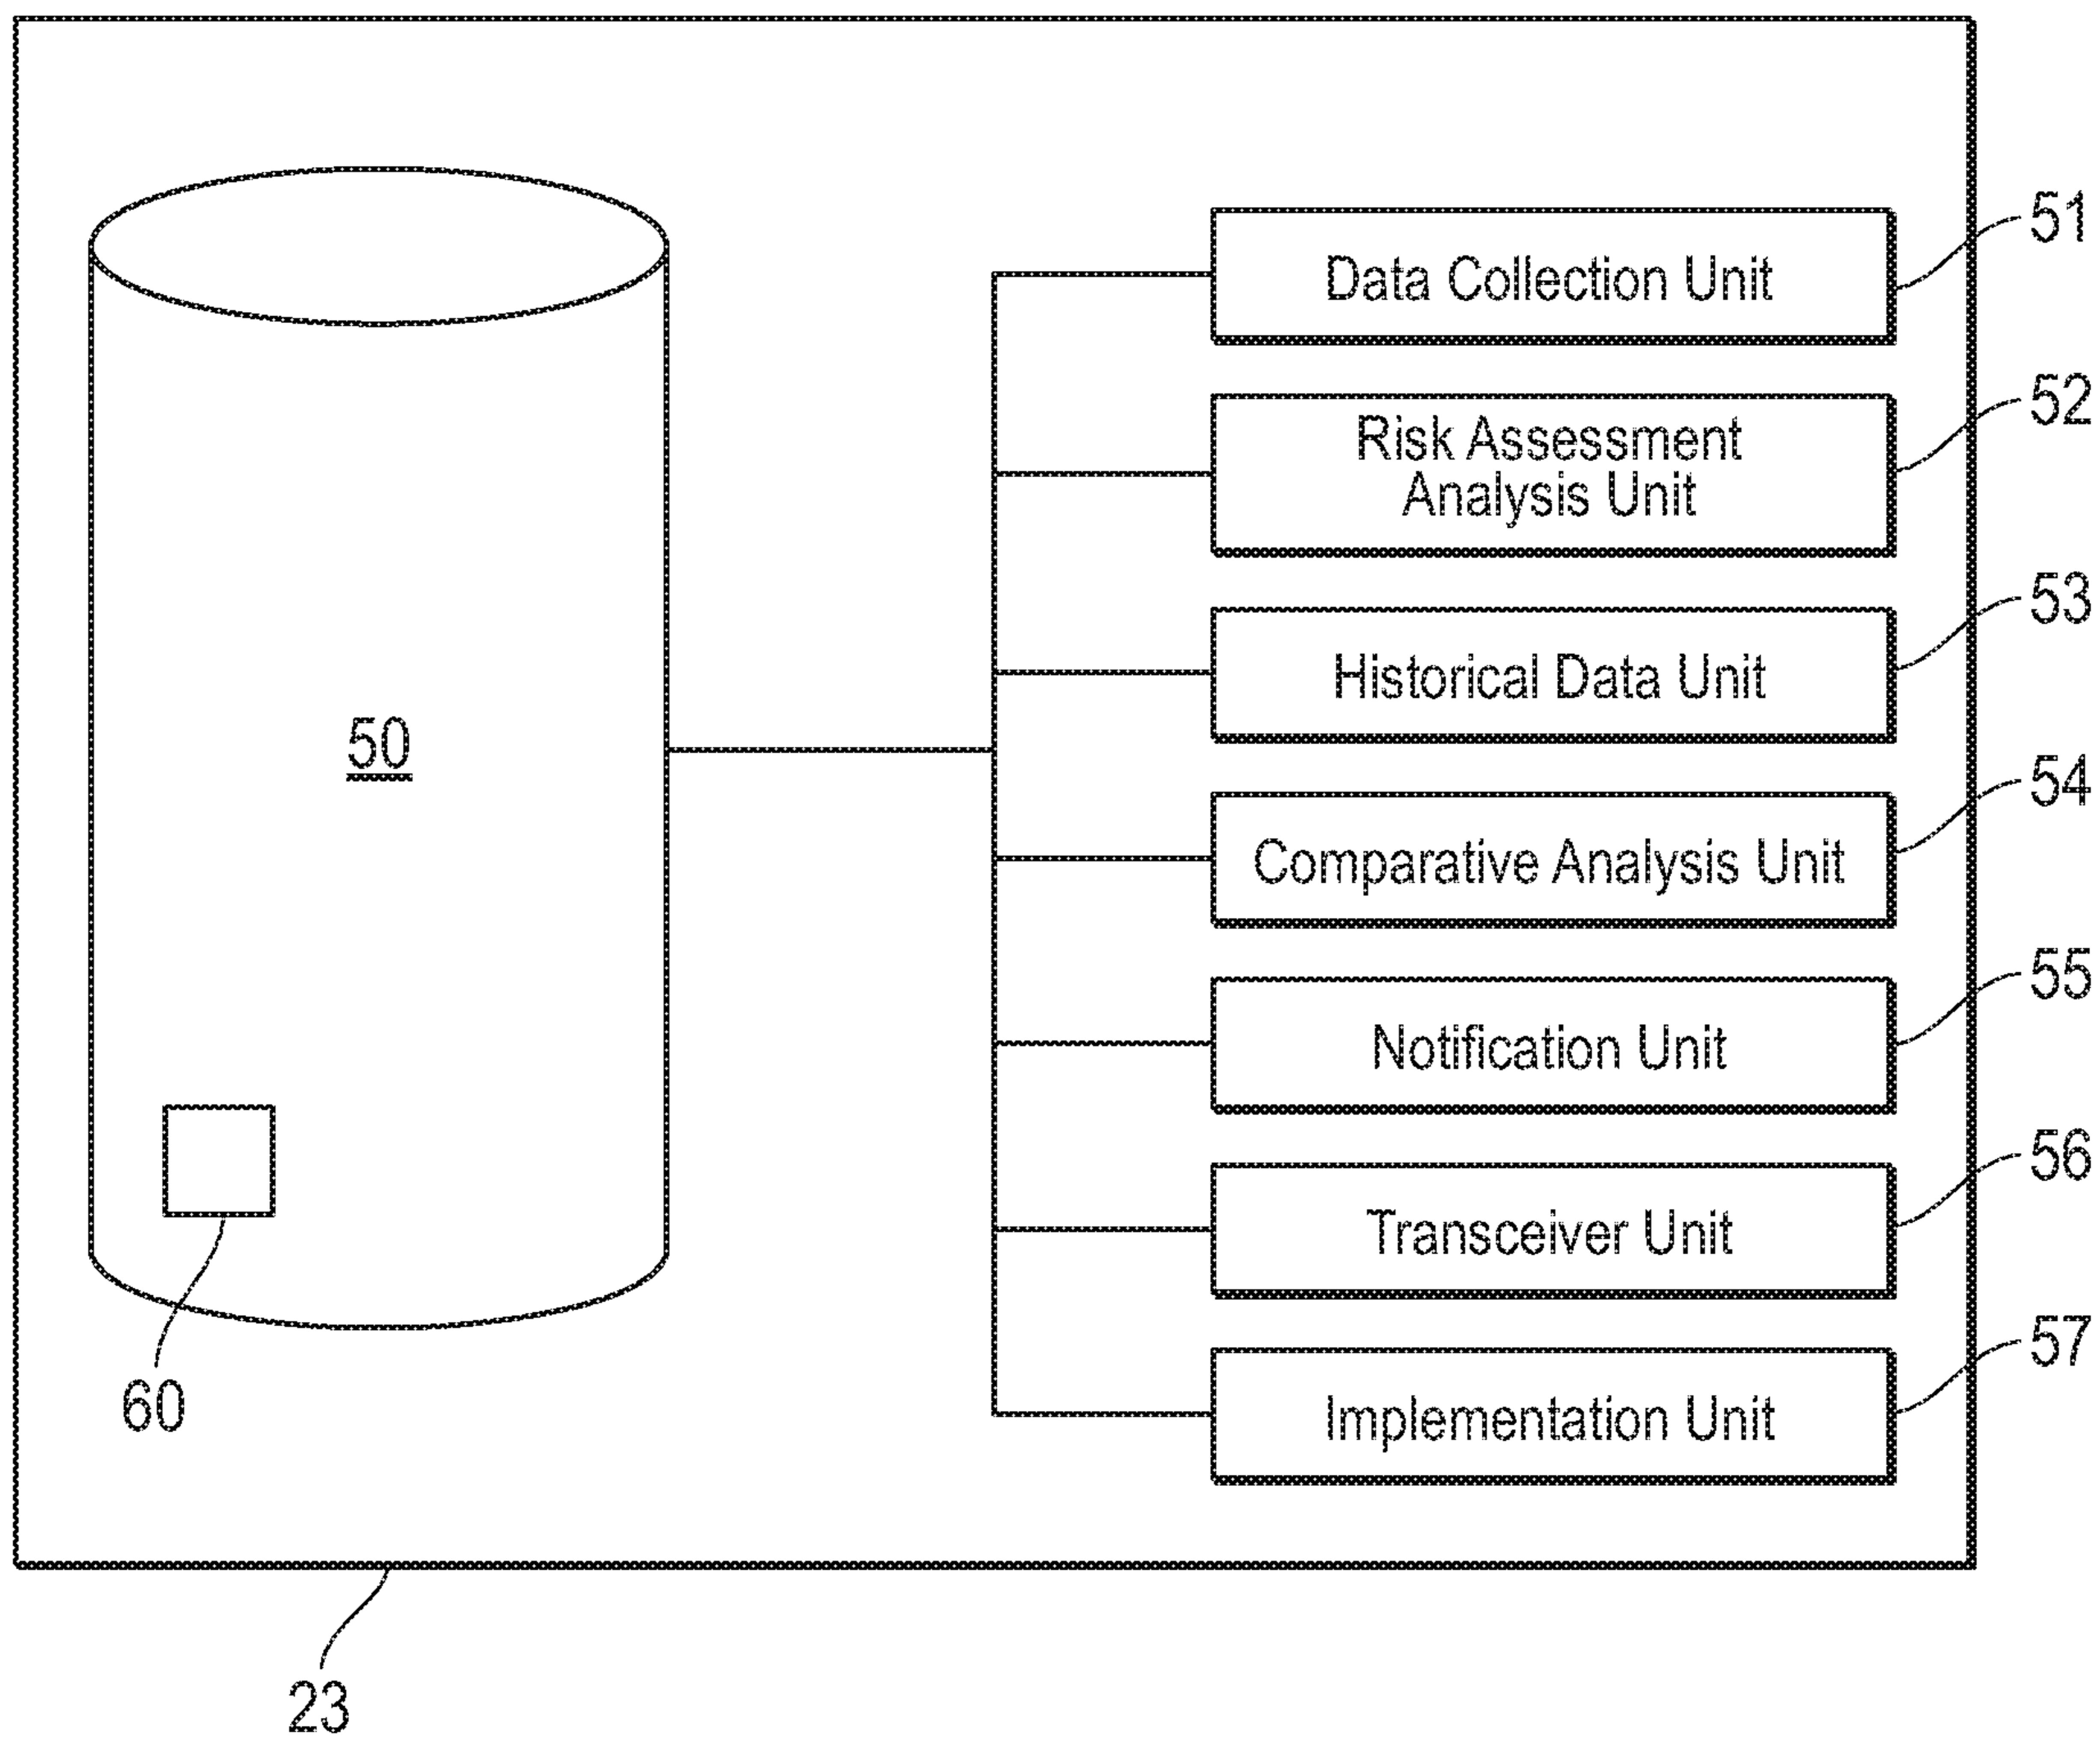 51
Data Collection Unit
52
Risk Assessment
Analysis Unit
53
Historical Data Unit
50
54
Comparative Analysis Unit
55
Notification Unit
56
Transceiver Unit
57
Implementation Unit
60
23